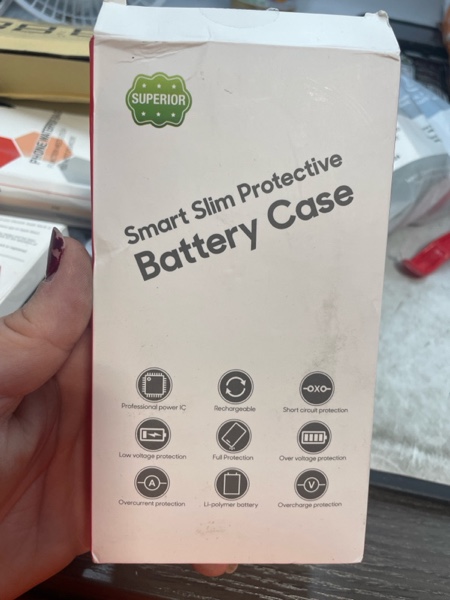 SUPERIOR
Smart Slim Protective
Battery Case
Professional power IC
Rechargeable
OXO
Short circuit protection
Low voltage protection
Full Protection
Over voltage protection
A
V
Overcurrent protection
Li-polymer battery
Overcharge protection